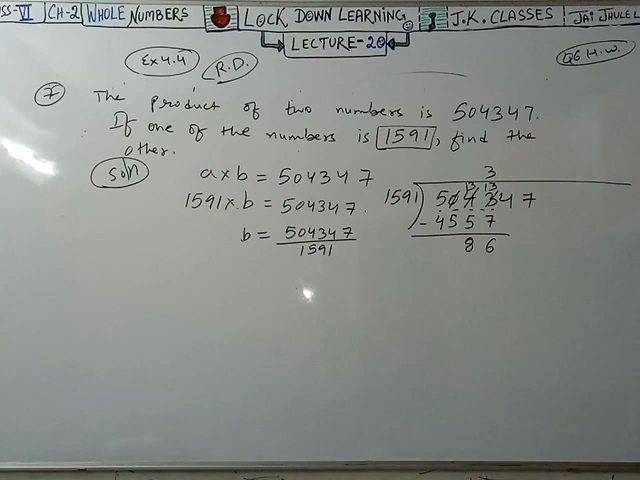 SS-VI CH-2 WHOLE NUMBERS LOCK DOWN LEARNING J.K. CLASSES JAI JHULEL
LECTURE-20
Ex 4.4 R.D. Q6 H.W.
7 The product of two numbers is 504347.
If one of the numbers is 1591, find the
other.
Soln a x b = 504347
1591 x b = 504347.
b = 504347
1591
3
13 13
1591) 504347
- 4557
86